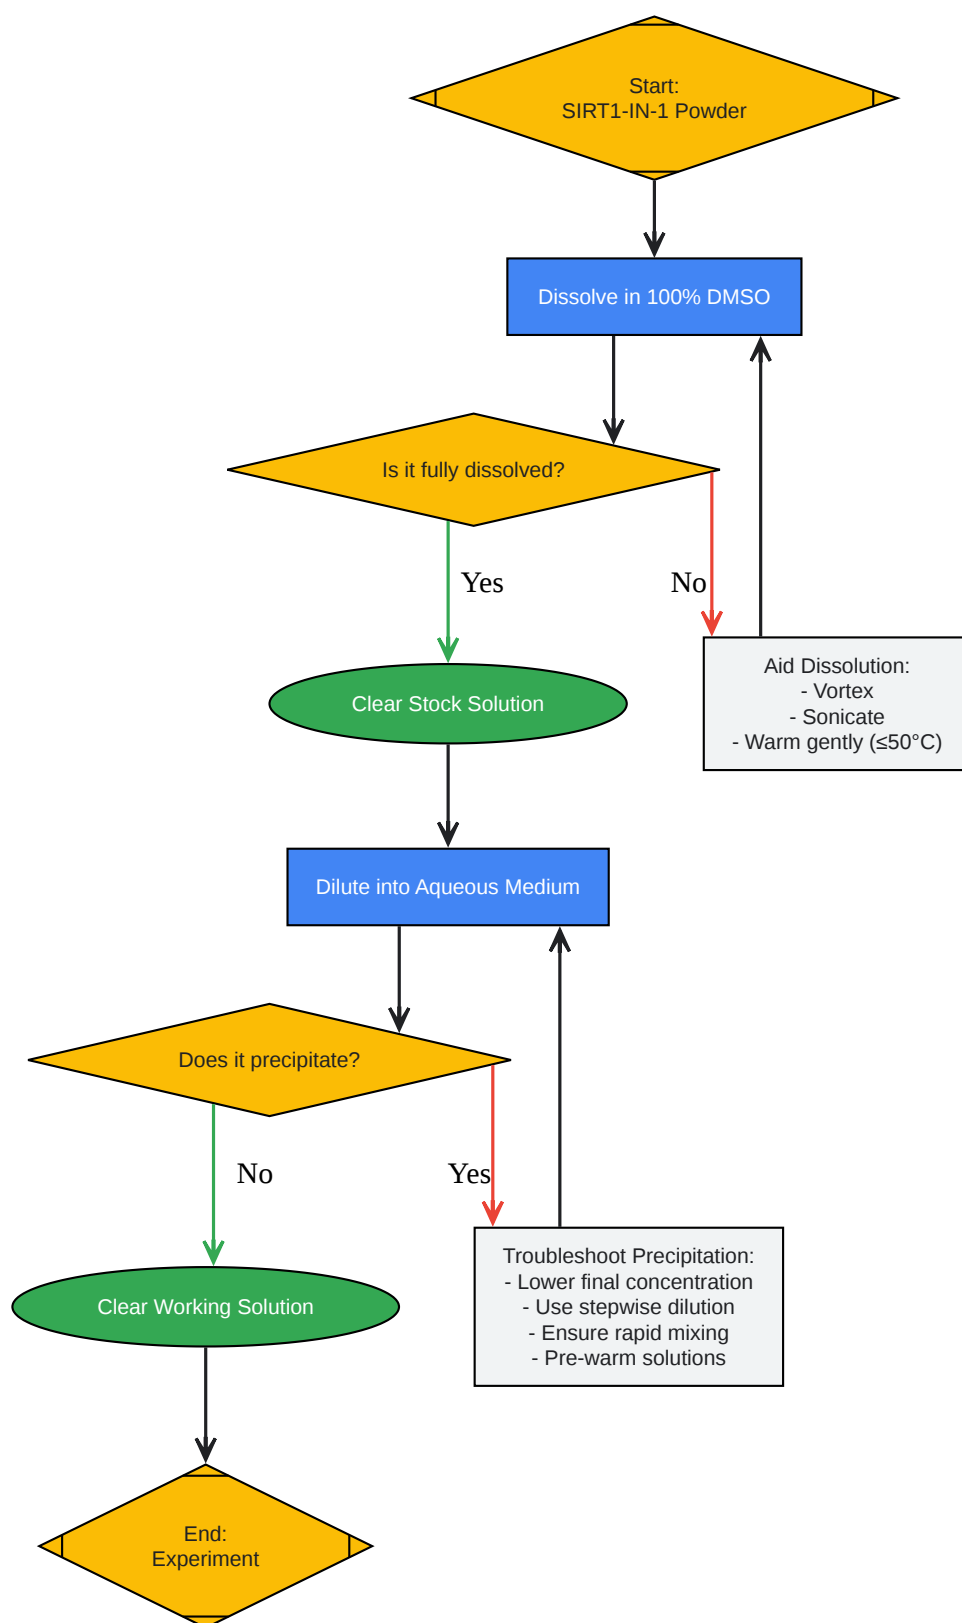 Start:
SIRT1-IN-1 Powder
Dissolve in 100% DMSO
Is it fully dissolved?
Yes
No
Aid Dissolution:
- Vortex
- Sonicate
- Warm gently (≤50°C)
Clear Stock Solution
Dilute into Aqueous Medium
Does it precipitate?
No
Yes
Troubleshoot Precipitation:
- Lower final concentration
- Use stepwise dilution
- Ensure rapid mixing
- Pre-warm solutions
Clear Working Solution
End:
Experiment